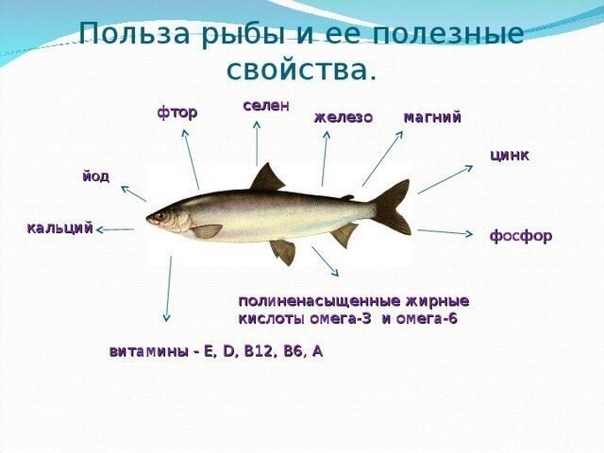 Польза рыбы и ее полезные
свойства.
фтор
селен
железо
магний
цинк
йод
кальций
фосфор
полиненасыщенные жирные
кислоты омега-3 и омега-6
витамины - E, D, B12, B6, A